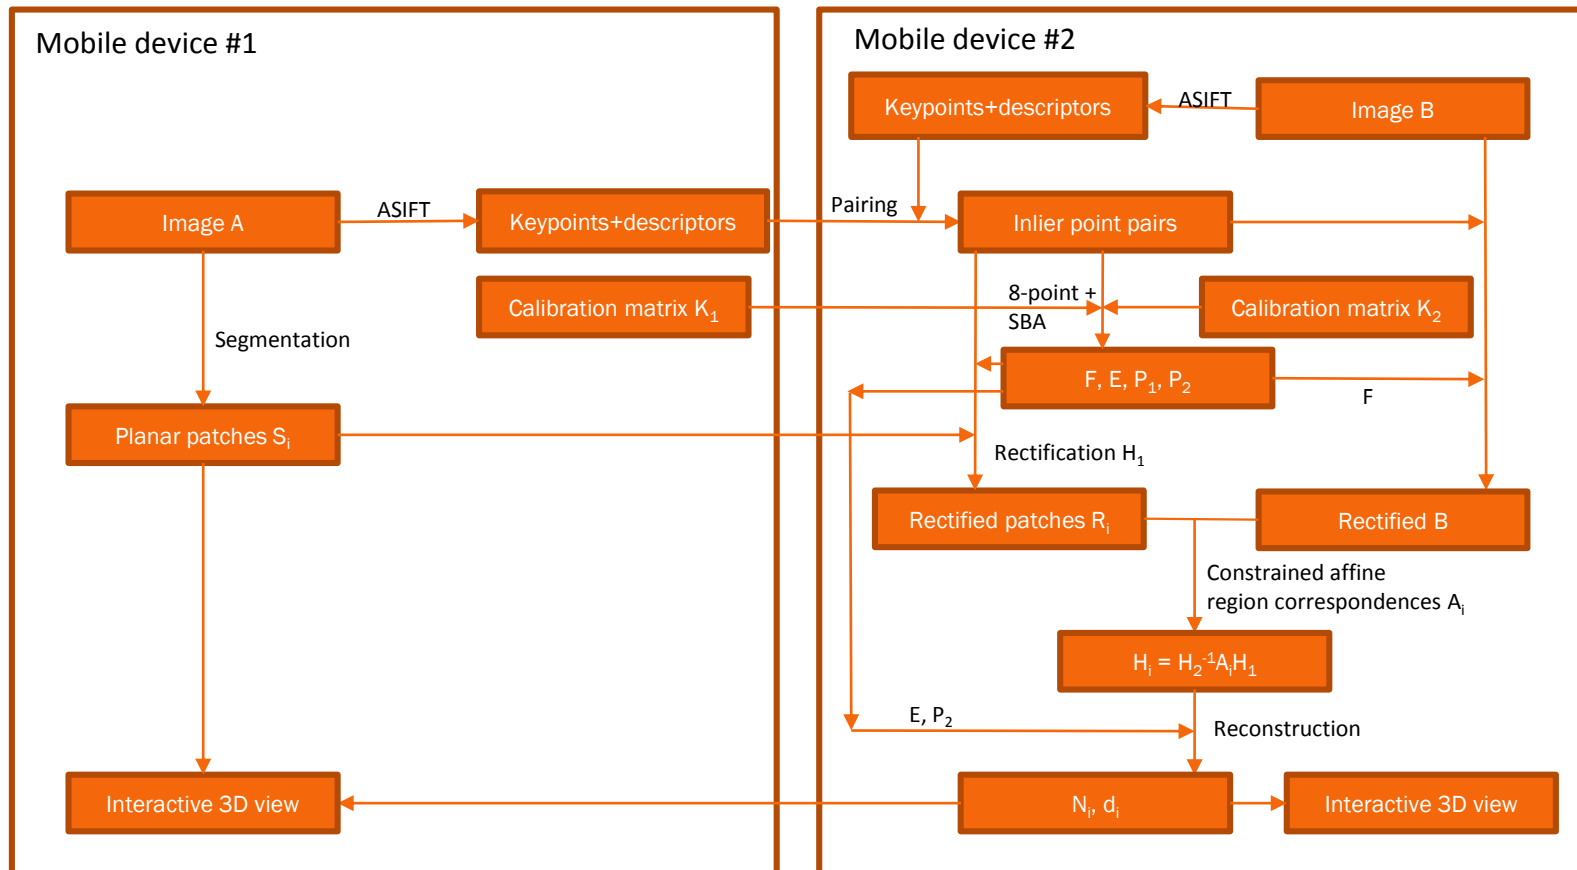 Mobile device #1
Mobile device #2
Keypoints+descriptors
ASIFT
Image B
Image A
ASIFT
Keypoints+descriptors
Pairing
Inlier point pairs
Calibration matrix K₁
8-point +
SBA
Calibration matrix K₂
Segmentation
F, E, P₁, P₂
F
Planar patches Sᵢ
Rectification H₁
Rectified patches Rᵢ
Rectified B
Constrained affine
region correspondences Aᵢ
Hᵢ = H₂⁻¹AᵢH₁
E, P₂
Reconstruction
Interactive 3D view
Nᵢ, dᵢ
Interactive 3D view